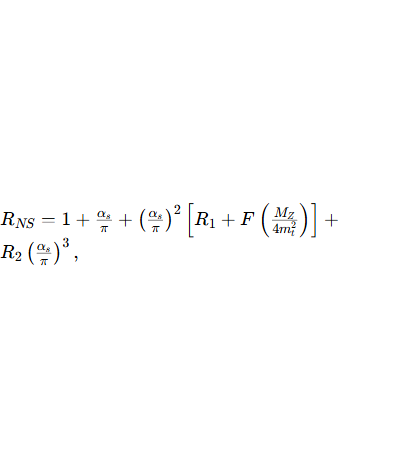 $R_{NS} = 1 + \frac{\alpha_s}{\pi} + \left(\frac{\alpha_s}{\pi}\right)^2 \left[ R_1 + F\left(\frac{M_Z}{4m_t^2}\right) \right] +$
$R_2 \left(\frac{\alpha_s}{\pi}\right)^3 ,$